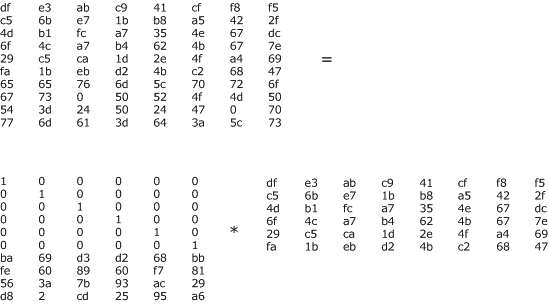 df e3 ab c9 41 cf f8 f5
c5 6b e7 1b b8 a5 42 2f
4d b1 fc a7 35 4e 67 dc
6f 4c a7 b4 62 4b 67 7e
29 c5 ca 1d 2e 4f a4 69
fa 1b eb d2 4b c2 68 47
65 65 76 6d 5c 70 72 6f
67 73 0 50 52 4f 4d 50
54 3d 24 50 24 47 0 70
77 6d 61 3d 64 3a 5c 73
=
1 0 0 0 0 0
0 1 0 0 0 0
0 0 1 0 0 0
0 0 0 1 0 0
0 0 0 0 1 0
0 0 0 0 0 1
ba 69 d3 d2 68 bb
fe 60 89 60 f7 81
56 3a 7b 93 ac 29
d8 2 cd 25 95 a6
*
df e3 ab c9 41 cf f8 f5
c5 6b e7 1b b8 a5 42 2f
4d b1 fc a7 35 4e 67 dc
6f 4c a7 b4 62 4b 67 7e
29 c5 ca 1d 2e 4f a4 69
fa 1b eb d2 4b c2 68 47